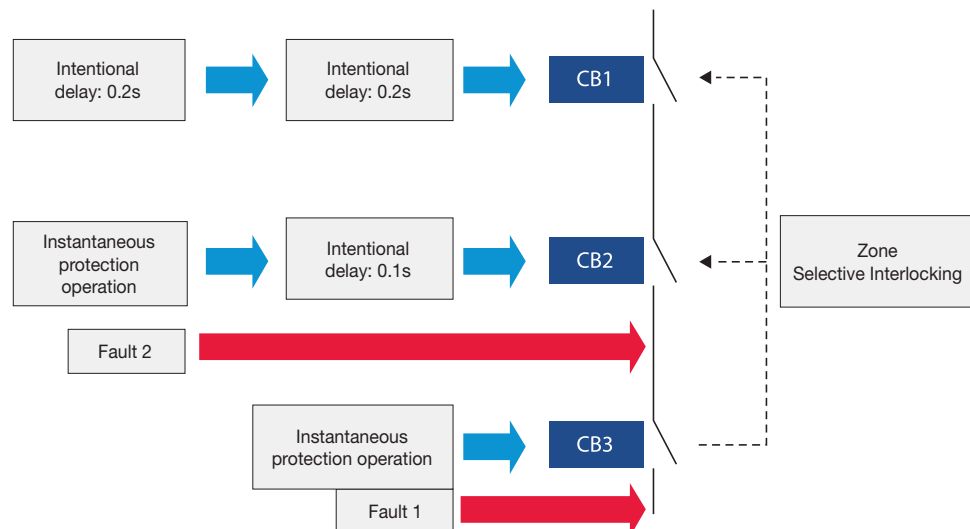 Intentional
delay: 0.2s
Intentional
delay: 0.2s
CB1
Instantaneous
protection
operation
Intentional
delay: 0.1s
CB2
Zone
Selective Interlocking
Fault 2
Instantaneous
protection operation
CB3
Fault 1